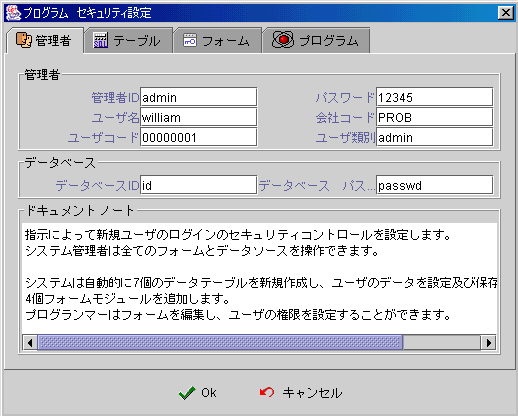 プログラム セキュリティ設定
管理者 テーブル フォーム プログラム
管理者
管理者ID admin パスワード 12345
ユーザ名 william 会社コード PROB
ユーザコード 00000001 ユーザ類別 admin
データベース
データベースID id データベース パス... passwd
ドキュメント ノート
指示によって新規ユーザのログインのセキュリティコントロールを設定します。
システム管理者は全てのフォームとデータソースを操作できます。
システムは自動的に7個のデータテーブルを新規作成し、ユーザのデータを設定及び保存
4個フォームモジュールを追加します。
プログランマーはフォームを編集し、ユーザの権限を設定することができます。
Ok キャンセル